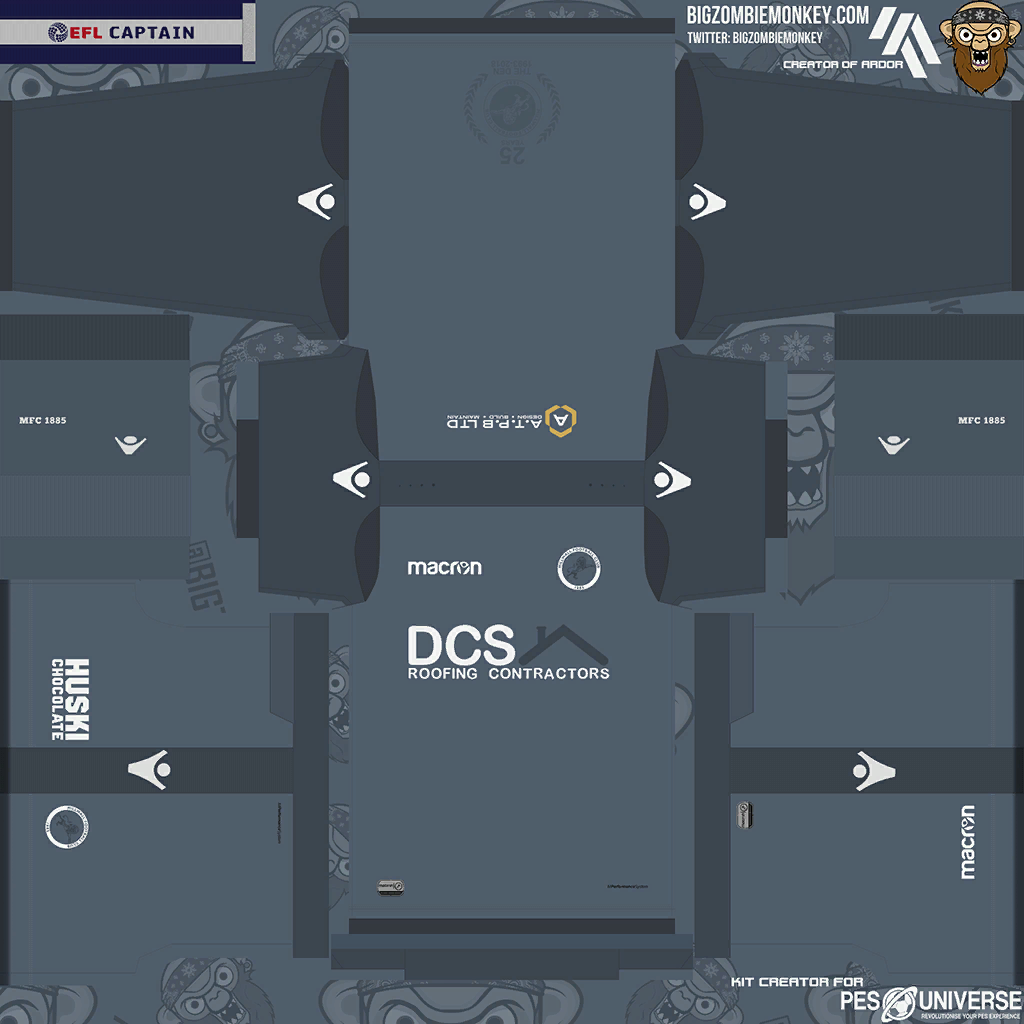 EFL CAPTAIN
BIGZOMBIEMONKEY.COM
TWITTER: BIGZOMBIEMONKEY
CREATOR OF ARDOR
25
A.T.P.B LTD
DESIGN • BUILD • MAINTAIN
MFC 1885
MFC 1885
macron
DCS
ROOFING CONTRACTORS
BIG
HUSKI
CHOCOLATE
macron
KIT CREATOR FOR
PES UNIVERSE
REVOLUTIONISE YOUR PES EXPERIENCE